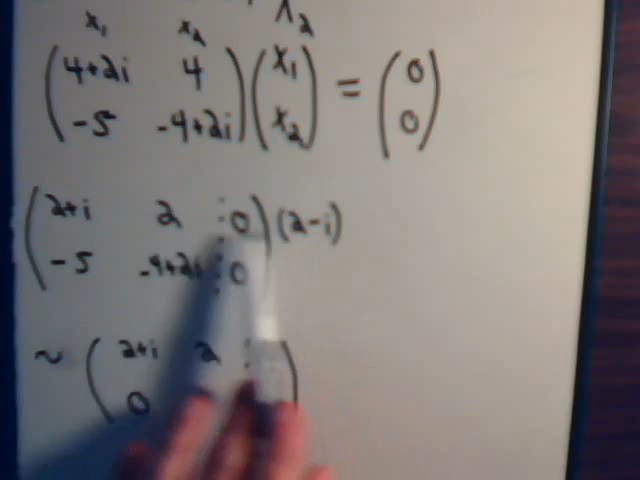 λ₂
x₁ x₂
(4+2i 4) (x₁) = (0)
(-5 -4+2i) (x₂) (0)
(2+i 2 ⋮ 0) (2-i)
(-5 -4+2i ⋮ 0)
~ (2+i 2 ⋮
(0 )